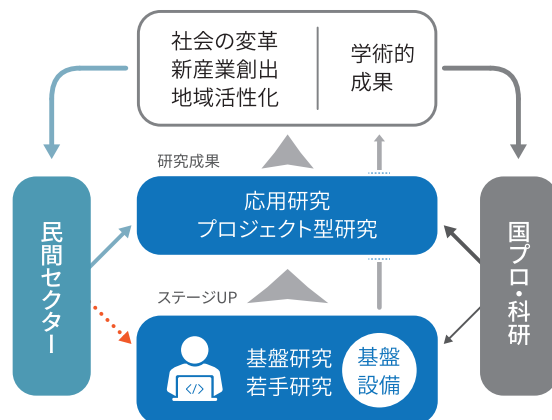 社会の変革
新産業創出
地域活性化
学術的
成果
研究成果
応用研究
プロジェクト型研究
民間セクター
国プロ・科研
ステージUP
基盤研究
若手研究
基盤
設備
</>